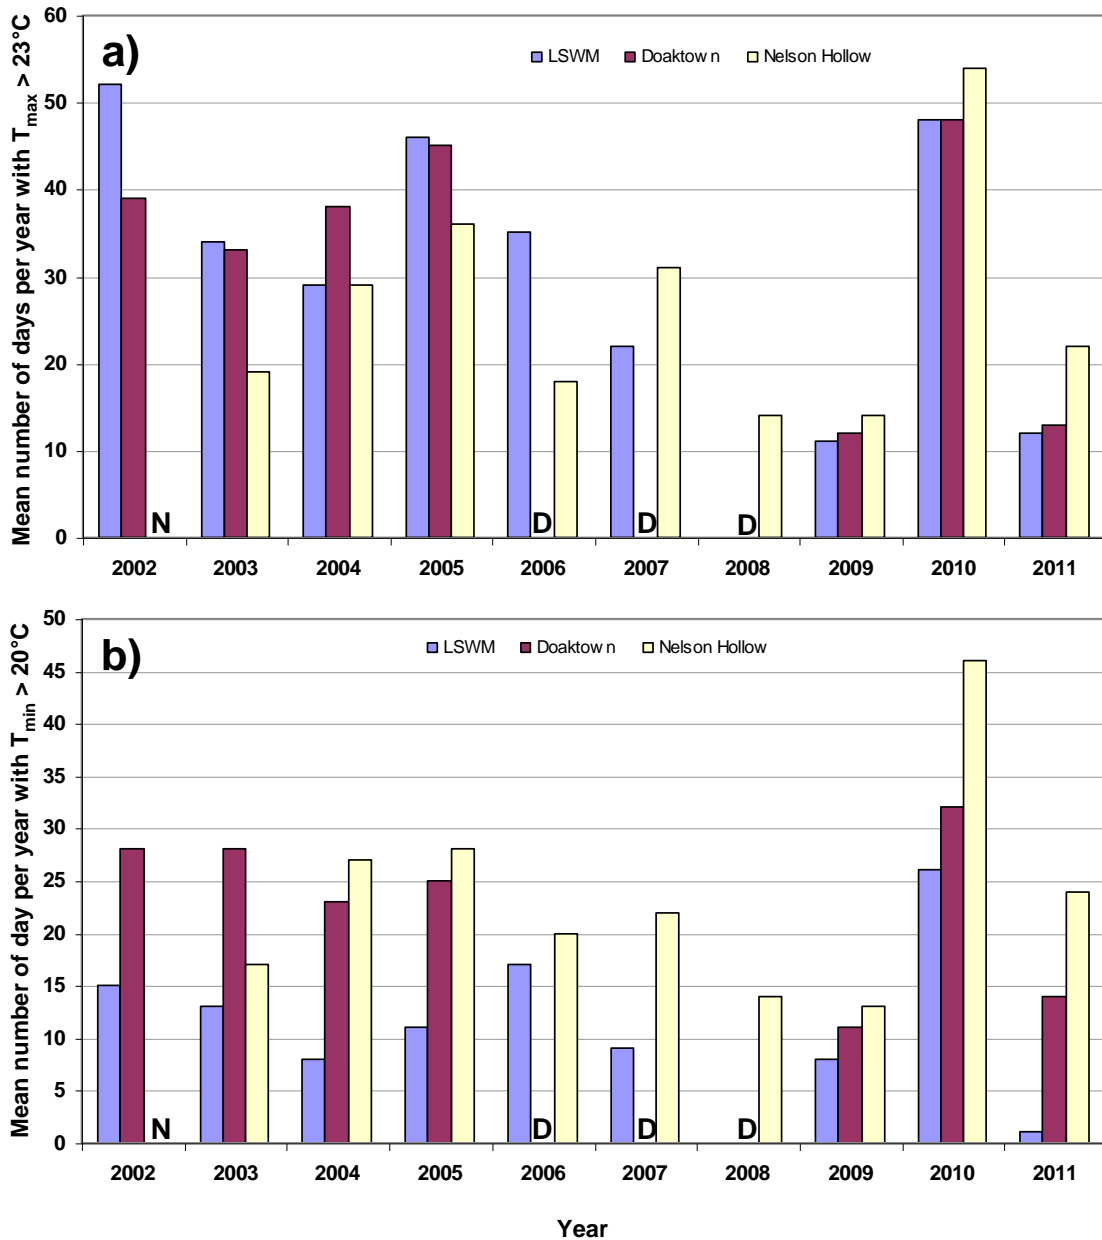 a)
LSWM Doaktown Nelson Hollow
Mean number of days per year with Tmax > 23°C
60
50
40
30
20
10
0
N D D D
2002 2003 2004 2005 2006 2007 2008 2009 2010 2011
b)
LSWM Doaktown Nelson Hollow
Mean number of day per year with Tmin > 20°C
50
45
40
35
30
25
20
15
10
5
0
N D D D
2002 2003 2004 2005 2006 2007 2008 2009 2010 2011
Year